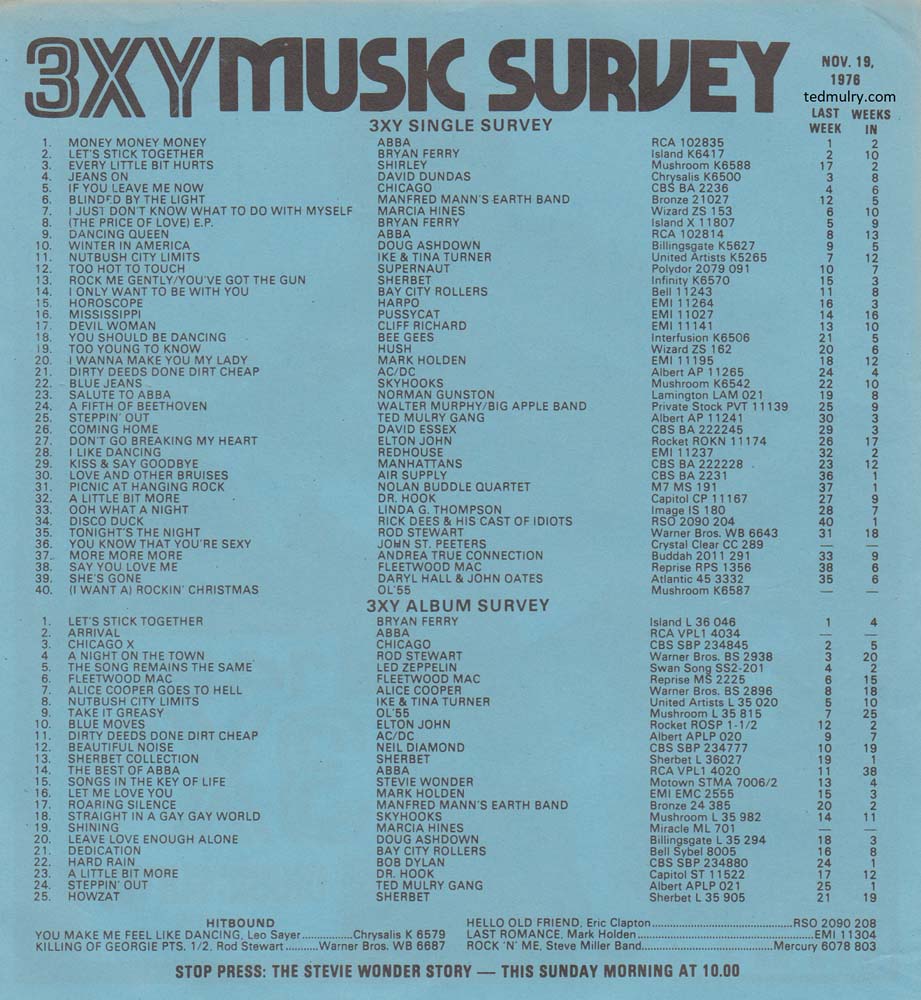 3XY MUSIC SURVEY
NOV. 19,
1976
tedmulry.com
3XY SINGLE SURVEY LAST WEEK WEEKS IN
1. MONEY MONEY MONEY ABBA RCA 102835 1 2
2. LET'S STICK TOGETHER BRYAN FERRY Island K6417 2 10
3. EVERY LITTLE BIT HURTS SHIRLEY Mushroom K6588 17 2
4. JEANS ON DAVID DUNDAS Chrysalis K6500 3 8
5. IF YOU LEAVE ME NOW CHICAGO CBS BA 2236 4 6
6. BLINDED BY THE LIGHT MANFRED MANN'S EARTH BAND Bronze 21027 12 5
7. I JUST DON'T KNOW WHAT TO DO WITH MYSELF MARCIA HINES Wizard ZS 153 6 10
8. (THE PRICE OF LOVE) E.P. BRYAN FERRY Island X 11807 5 9
9. DANCING QUEEN ABBA RCA 102814 8 13
10. WINTER IN AMERICA DOUG ASHDOWN Billingsgate K5627 9 5
11. NUTBUSH CITY LIMITS IKE & TINA TURNER United Artists K5265 7 12
12. TOO HOT TO TOUCH SUPERNAUT Polydor 2079 091 10 7
13. ROCK ME GENTLY/YOU'VE GOT THE GUN SHERBET Infinity K6570 15 3
14. I ONLY WANT TO BE WITH YOU BAY CITY ROLLERS Bell 11243 11 8
15. HOROSCOPE HARPO EMI 11264 16 3
16. MISSISSIPPI PUSSYCAT EMI 11027 14 16
17. DEVIL WOMAN CLIFF RICHARD EMI 11141 13 10
18. YOU SHOULD BE DANCING BEE GEES Interfusion K6506 21 5
19. TOO YOUNG TO KNOW HUSH Wizard ZS 162 20 6
20. I WANNA MAKE YOU MY LADY MARK HOLDEN EMI 11195 18 12
21. DIRTY DEEDS DONE DIRT CHEAP AC/DC Albert AP 11265 24 4
22. BLUE JEANS SKYHOOKS Mushroom K6542 22 10
23. SALUTE TO ABBA NORMAN GUNSTON Lamington LAM 021 19 8
24. A FIFTH OF BEETHOVEN WALTER MURPHY/BIG APPLE BAND Private Stock PVT 11139 25 9
25. STEPPIN' OUT TED MULRY GANG Albert AP 11241 30 3
26. COMING HOME DAVID ESSEX CBS BA 222245 29 3
27. DON'T GO BREAKING MY HEART ELTON JOHN Rocket ROKN 11174 26 17
28. I LIKE DANCING REDHOUSE EMI 11237 32 2
29. KISS & SAY GOODBYE MANHATTANS CBS BA 222228 23 12
30. LOVE AND OTHER BRUISES AIR SUPPLY CBS BA 2231 36 1
31. PICNIC AT HANGING ROCK NOLAN BUDDLE QUARTET M7 MS 191 37 1
32. A LITTLE BIT MORE DR. HOOK Capitol CP 11167 27 9
33. OOH WHAT A NIGHT LINDA G. THOMPSON Image IS 180 28 7
34. DISCO DUCK RICK DEES & HIS CAST OF IDIOTS RSO 2090 204 40 1
35. TONIGHT'S THE NIGHT ROD STEWART Warner Bros. WB 6643 31 18
36. YOU KNOW THAT YOU'RE SEXY JOHN ST. PEETERS Crystal Clear CC 289 — —
37. MORE MORE MORE ANDREA TRUE CONNECTION Buddah 2011 291 33 9
38. SAY YOU LOVE ME FLEETWOOD MAC Reprise RPS 1356 38 6
39. SHE'S GONE DARYL HALL & JOHN OATES Atlantic 45 3332 35 6
40. (I WANT A) ROCKIN' CHRISTMAS OL'55 Mushroom K6587 — —
3XY ALBUM SURVEY
1. LET'S STICK TOGETHER BRYAN FERRY Island L 36 046 1 4
2. ARRIVAL ABBA RCA VPL1 4034 — —
3. CHICAGO X CHICAGO CBS SBP 234845 2 5
4 A NIGHT ON THE TOWN ROD STEWART Warner Bros. BS 2938 3 20
5. THE SONG REMAINS THE SAME LED ZEPPELIN Swan Song SS2-201 4 2
6. FLEETWOOD MAC FLEETWOOD MAC Reprise MS 2225 6 15
7. ALICE COOPER GOES TO HELL ALICE COOPER Warner Bros. BS 2896 8 18
8. NUTBUSH CITY LIMITS IKE & TINA TURNER United Artists L 35 020 5 10
9. TAKE IT GREASY OL'55 Mushroom L 35 815 7 25
10. BLUE MOVES ELTON JOHN Rocket ROSP 1-1/2 12 2
11. DIRTY DEEDS DONE DIRT CHEAP AC/DC Albert APLP 020 9 7
12. BEAUTIFUL NOISE NEIL DIAMOND CBS SBP 234777 10 19
13. SHERBET COLLECTION SHERBET Sherbet L 36027 19 1
14. THE BEST OF ABBA ABBA RCA VPL1 4020 11 38
15. SONGS IN THE KEY OF LIFE STEVIE WONDER Motown STMA 7006/2 13 4
16. LET ME LOVE YOU MARK HOLDEN EMI EMC 2555 15 3
17. ROARING SILENCE MANFRED MANN'S EARTH BAND Bronze 24 385 20 2
18. STRAIGHT IN A GAY GAY WORLD SKYHOOKS Mushroom L 35 982 14 11
19. SHINING MARCIA HINES Miracle ML 701 — —
20. LEAVE LOVE ENOUGH ALONE DOUG ASHDOWN Billingsgate L 35 294 18 3
21. DEDICATION BAY CITY ROLLERS Bell Sybel 8005 16 8
22. HARD RAIN BOB DYLAN CBS SBP 234880 24 1
23. A LITTLE BIT MORE DR. HOOK Capitol ST 11522 17 12
24. STEPPIN' OUT TED MULRY GANG Albert APLP 021 25 1
25. HOWZAT SHERBET Sherbet L 35 905 21 19
HITBOUND
YOU MAKE ME FEEL LIKE DANCING, Leo Sayer...............Chrysalis K 6579
KILLING OF GEORGIE PTS. 1/2, Rod Stewart..........Warner Bros. WB 6687
HELLO OLD FRIEND, Eric Clapton..........................................RSO 2090 208
LAST ROMANCE, Mark Holden....................................................EMI 11304
ROCK 'N' ME, Steve Miller Band.......................................Mercury 6078 803
STOP PRESS: THE STEVIE WONDER STORY — THIS SUNDAY MORNING AT 10.00